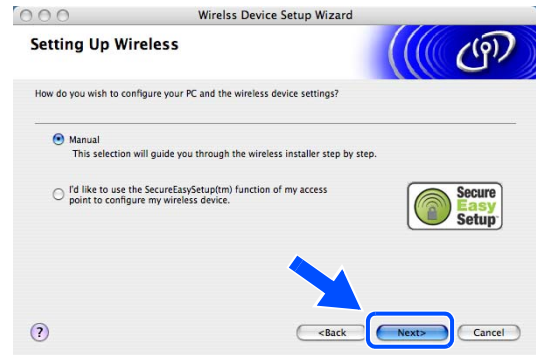 Wirelss Device Setup Wizard
Setting Up Wireless
How do you wish to configure your PC and the wireless device settings?
Manual
This selection will guide you through the wireless installer step by step.
I'd like to use the SecureEasySetup(tm) function of my access
point to configure my wireless device.
Secure
Easy
Setup
?
<Back
Next>
Cancel